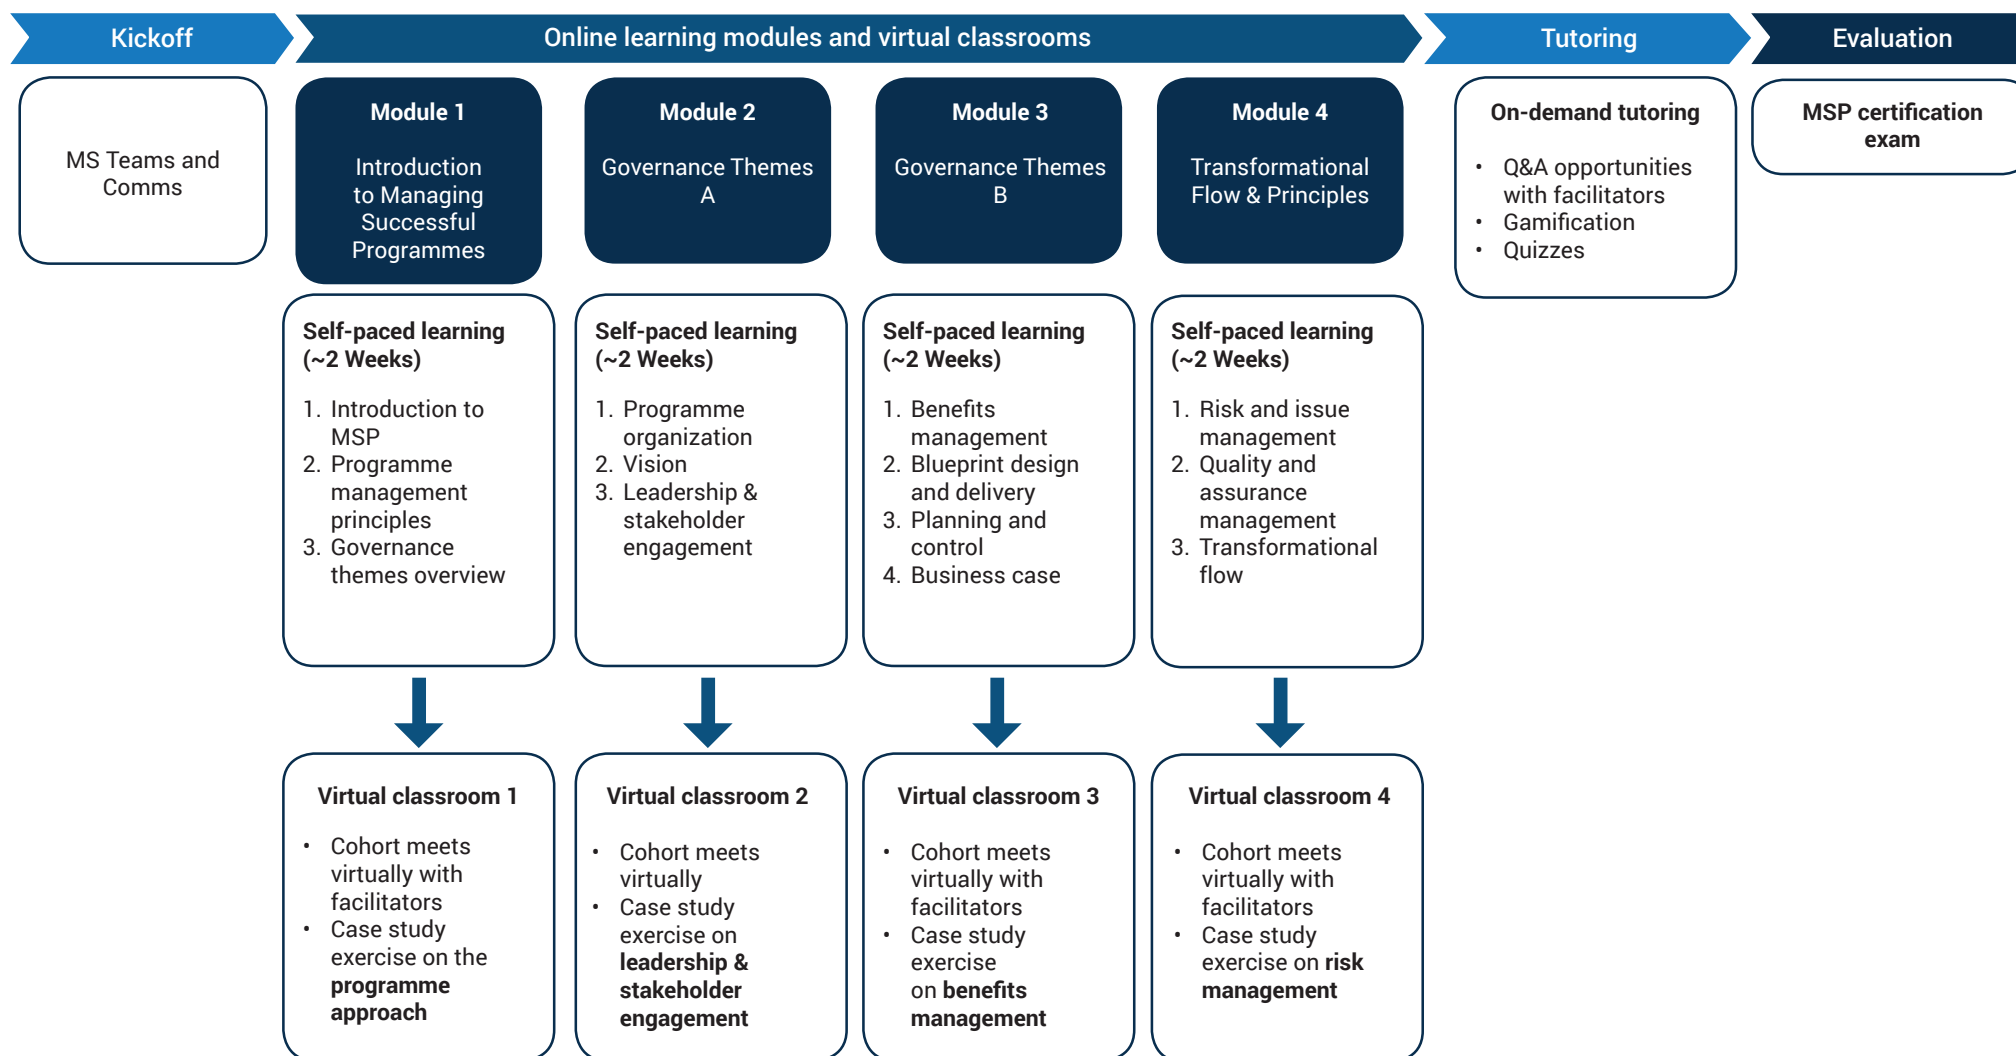 Kickoff
Online learning modules and virtual classrooms
Tutoring
Evaluation
MS Teams and
Comms
Module 1
Introduction
to Managing
Successful
Programmes
Module 2
Governance Themes
A
Module 3
Governance Themes
B
Module 4
Transformational
Flow & Principles
On-demand tutoring
• Q&A opportunities
with facilitators
• Gamification
• Quizzes
MSP certification
exam
Self-paced learning
(~2 Weeks)
1. Introduction to
MSP
2. Programme
management
principles
3. Governance
themes overview
Self-paced learning
(~2 Weeks)
1. Programme
organization
2. Vision
3. Leadership &
stakeholder
engagement
Self-paced learning
(~2 Weeks)
1. Benefits
management
2. Blueprint design
and delivery
3. Planning and
control
4. Business case
Self-paced learning
(~2 Weeks)
1. Risk and issue
management
2. Quality and
assurance
management
3. Transformational
flow
Virtual classroom 1
• Cohort meets
virtually with
facilitators
• Case study
exercise on the
programme
approach
Virtual classroom 2
• Cohort meets
virtually
• Case study
exercise on
leadership &
stakeholder
engagement
Virtual classroom 3
• Cohort meets
virtually with
facilitators
• Case study
exercise
on benefits
management
Virtual classroom 4
• Cohort meets
virtually with
facilitators
• Case study
exercise on risk
management